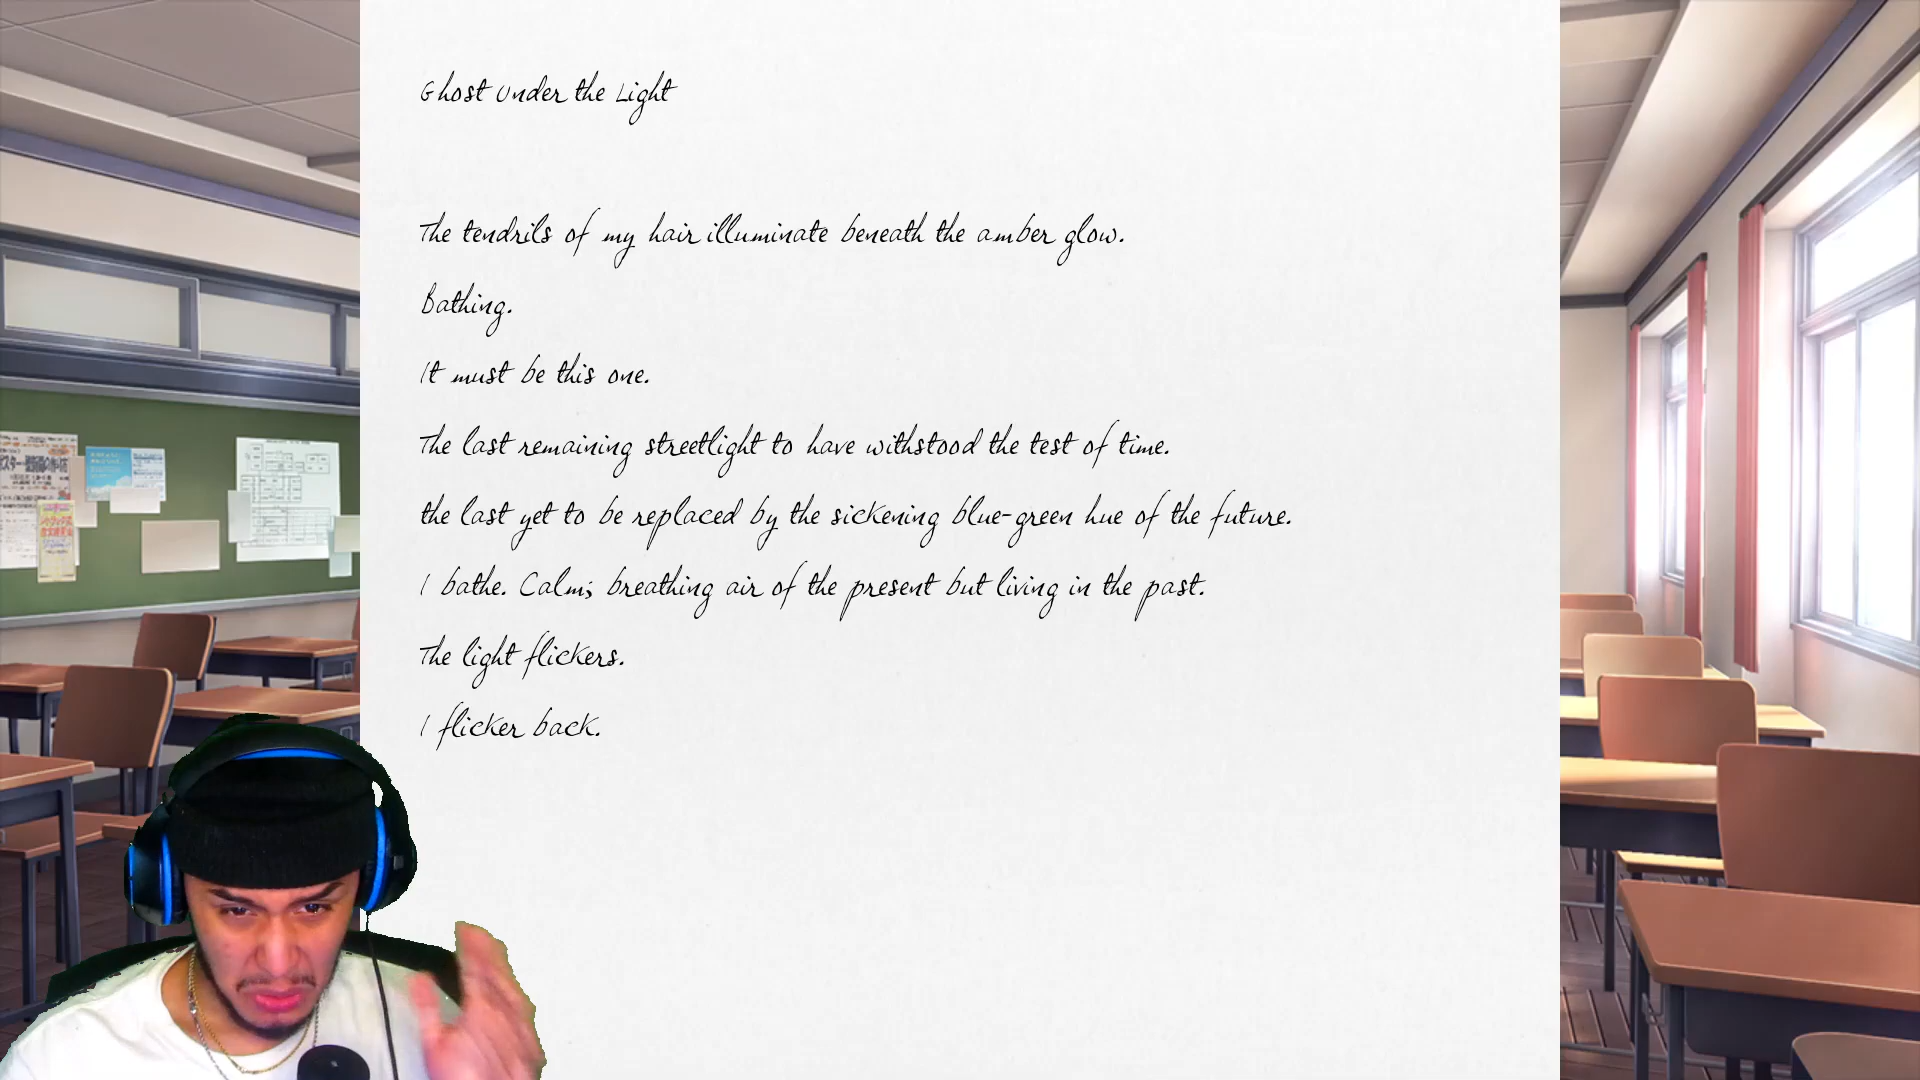 Ghost Under the Light
The tendrils of my hair illuminate beneath the amber glow.
Bathing.
It must be this one.
The last remaining streetlight to have withstood the test of time.
the last yet to be replaced by the sickening blue-green hue of the future.
I bathe. Calm; breathing air of the present but living in the past.
The light flickers.
I flicker back.